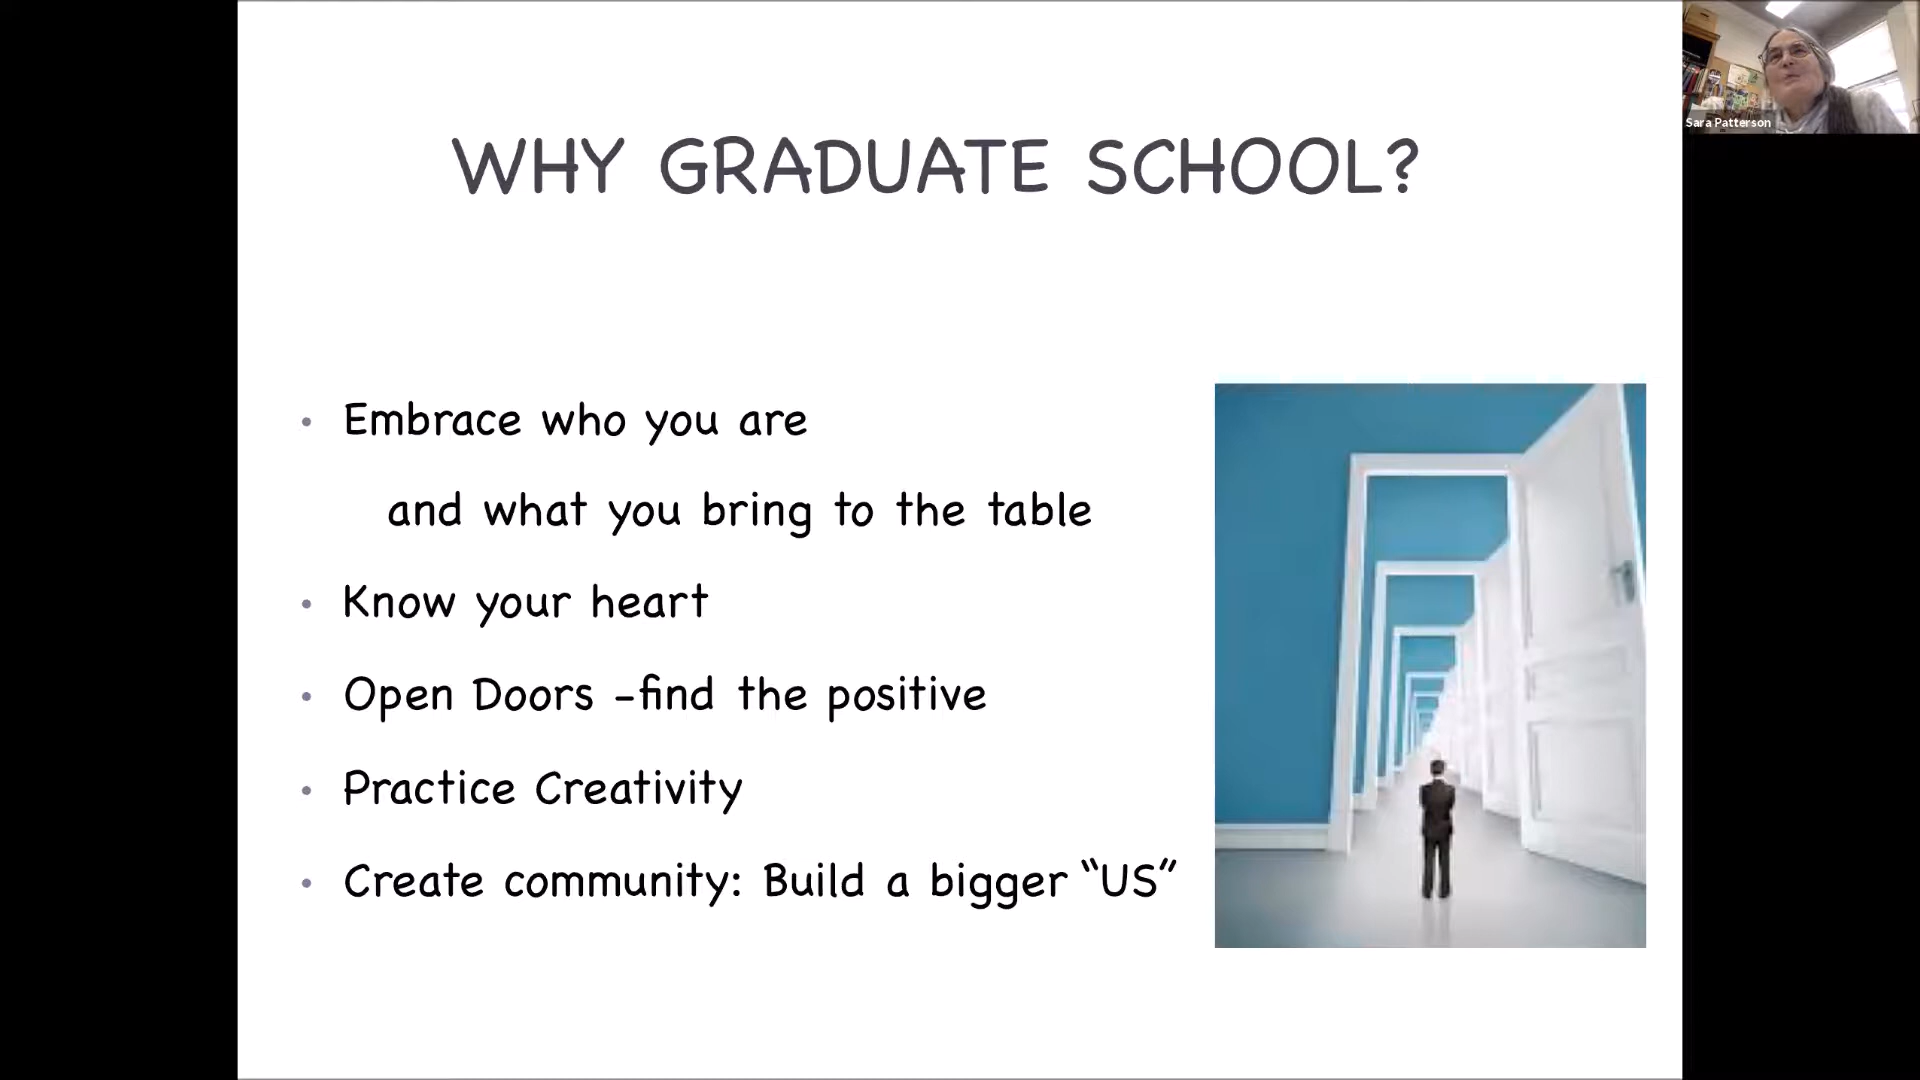 WHY GRADUATE SCHOOL?
Sara Patterson
• Embrace who you are
and what you bring to the table
• Know your heart
• Open Doors -find the positive
• Practice Creativity
• Create community: Build a bigger “US”